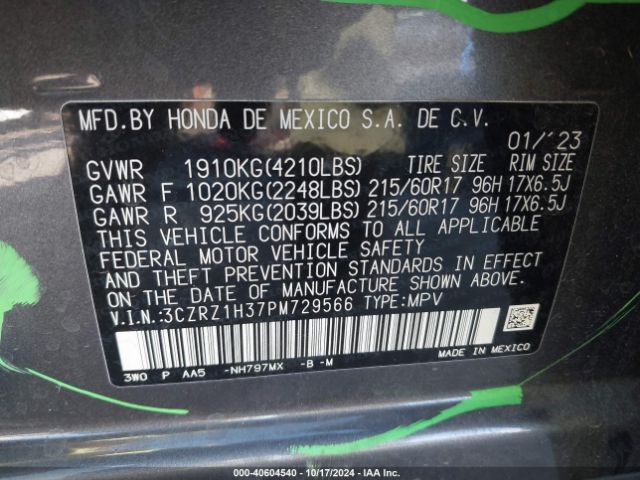 MFD.BY HONDA DE MEXICO S.A. DE C.V.
01/'23
GVWR 1910KG(4210LBS) TIRE SIZE RIM SIZE
GAWR F 1020KG(2248LBS) 215/60R17 96H 17X6.5J
GAWR R 925KG(2039LBS) 215/60R17 96H 17X6.5J
THIS VEHICLE CONFORMS TO ALL APPLICABLE
FEDERAL MOTOR VEHICLE SAFETY
AND THEFT PREVENTION STANDARDS IN EFFECT
ON THE DATE OF MANUFACTURE SHOWN ABOVE.
V.I.N.:3CZRZ1H37PM729566 TYPE:MPV
3W0 P AA5 -NH797MX -B -M
MADE IN MEXICO
000-40604540 - 10/17/2024 - IAA Inc.